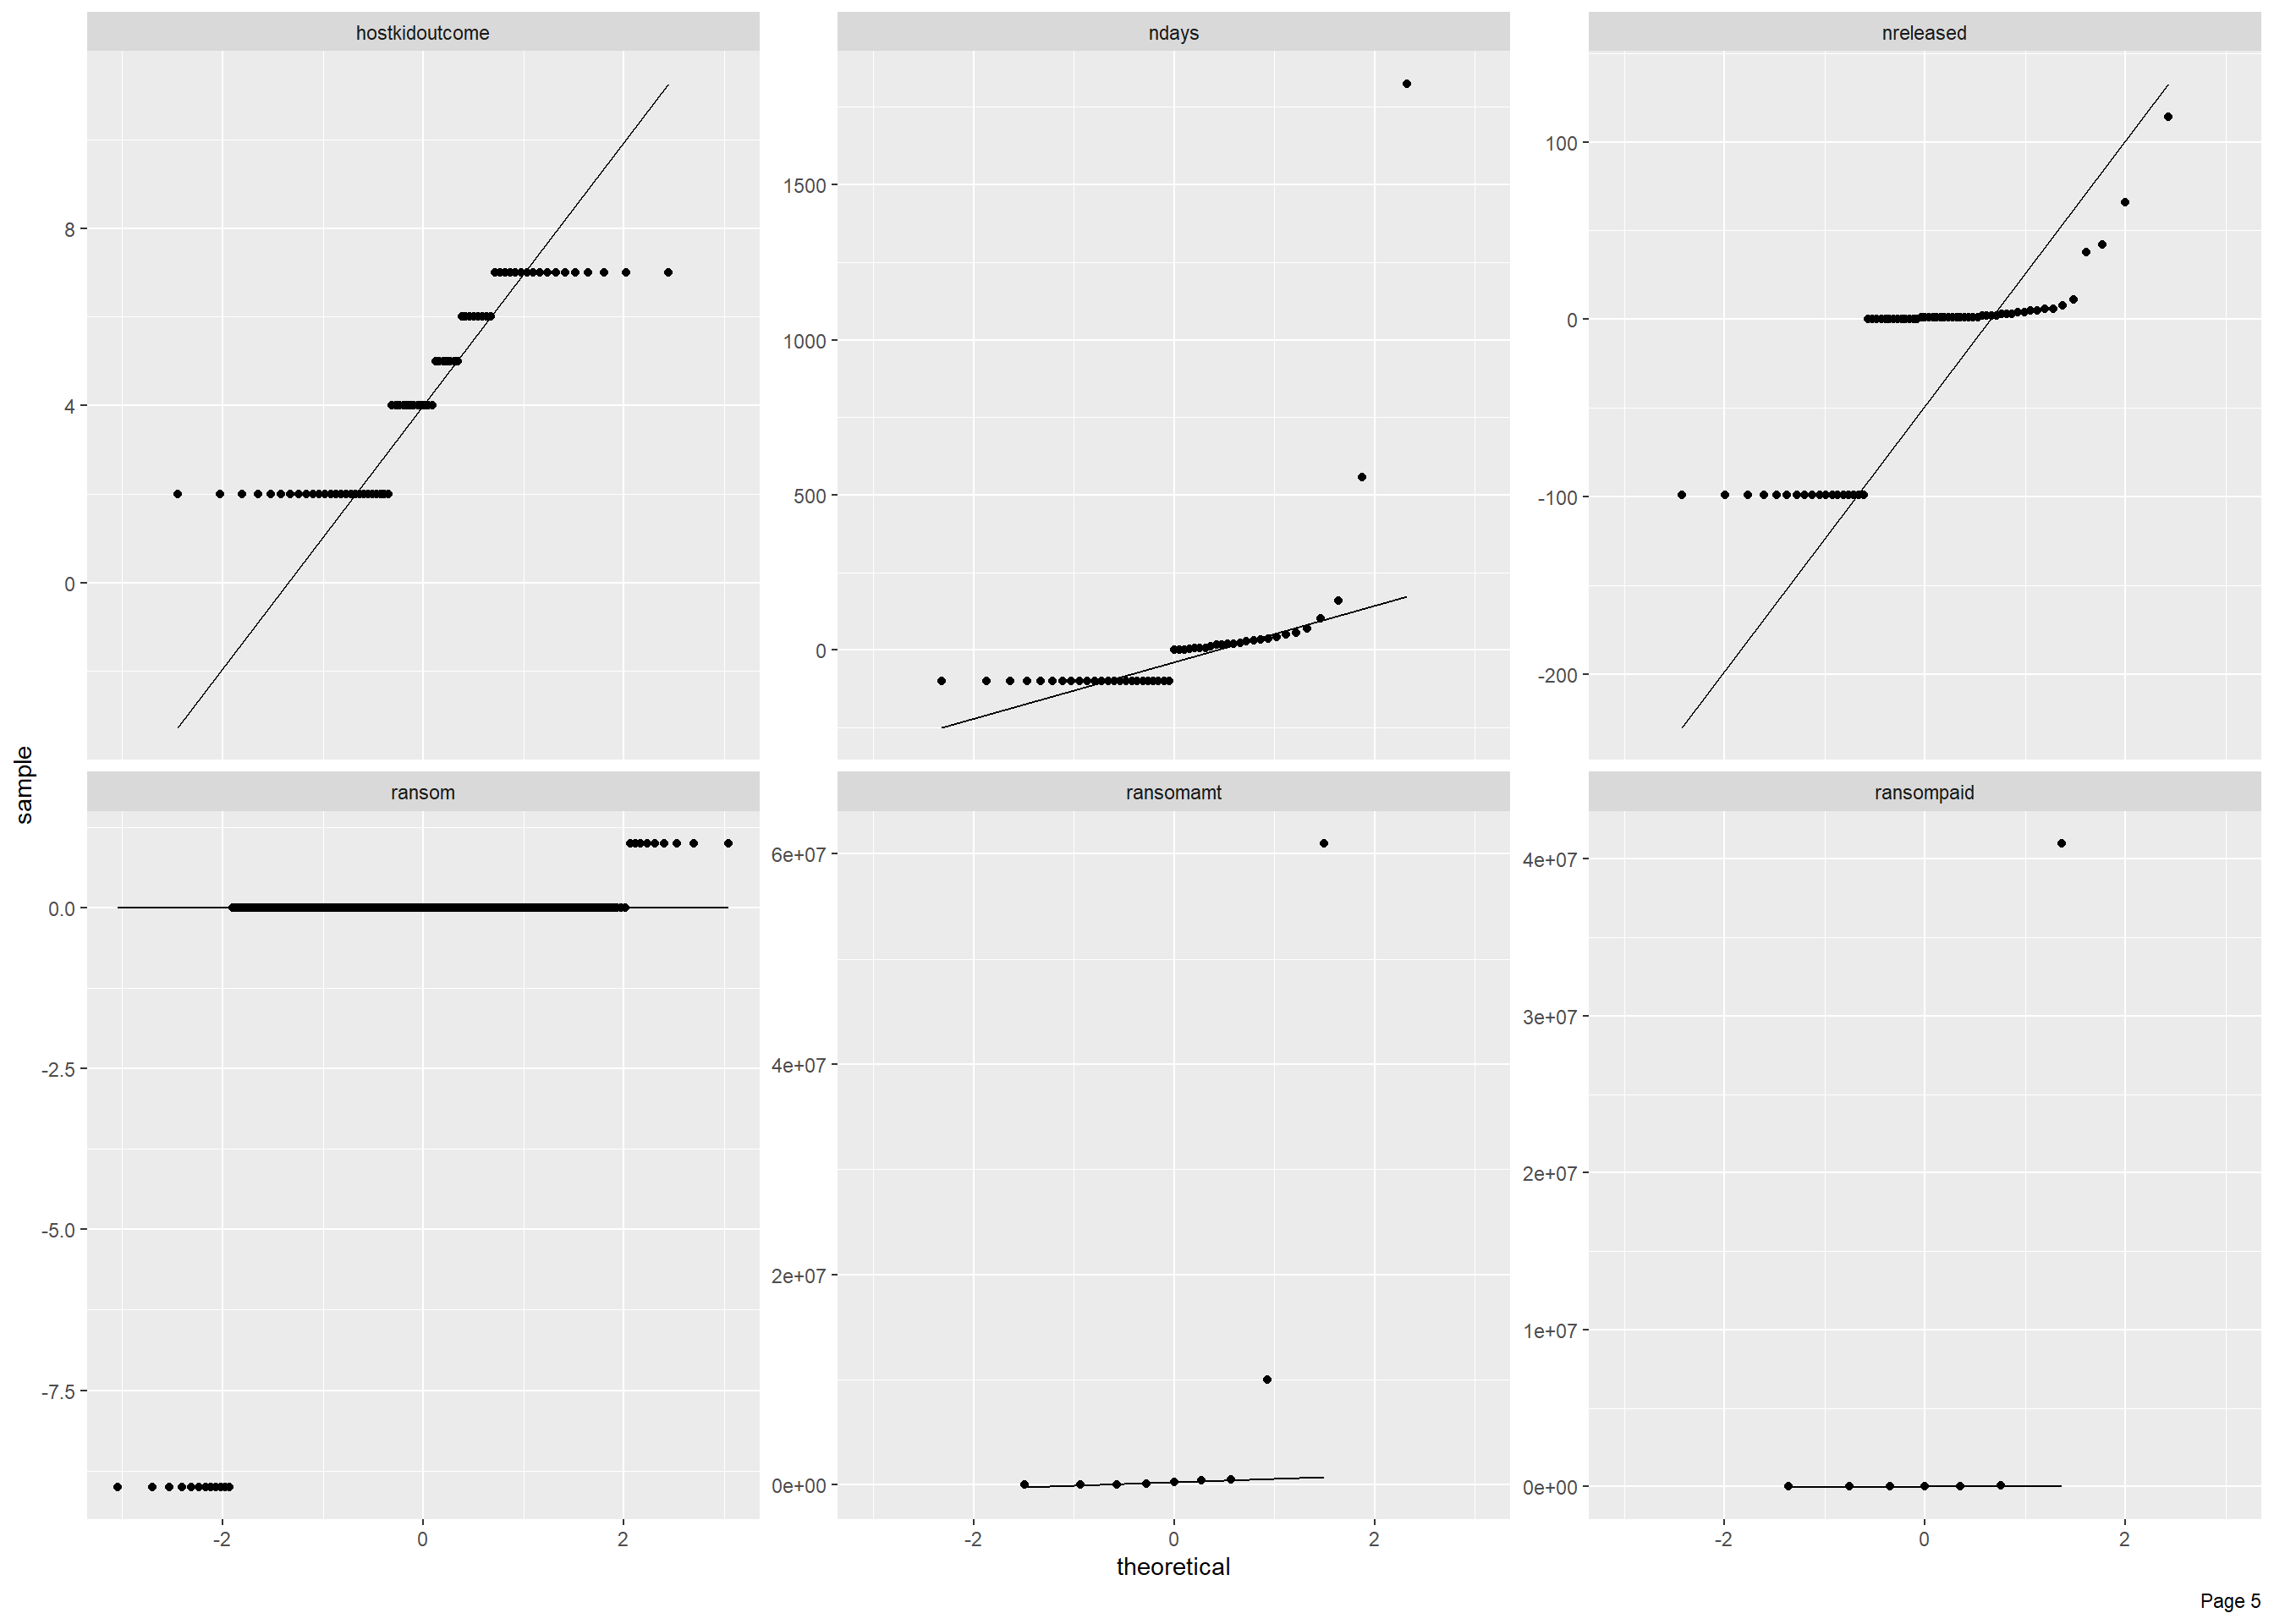 hostkidoutcome
ndays
nreleased
8
4
0
1500
1000
500
0
100
0
-100
-200
sample
ransom
ransomamt
ransompaid
0.0
-2.5
-5.0
-7.5
6e+07
4e+07
2e+07
0e+00
4e+07
3e+07
2e+07
1e+07
0e+00
-2 0 2
-2 0 2
-2 0 2
theoretical
Page 5